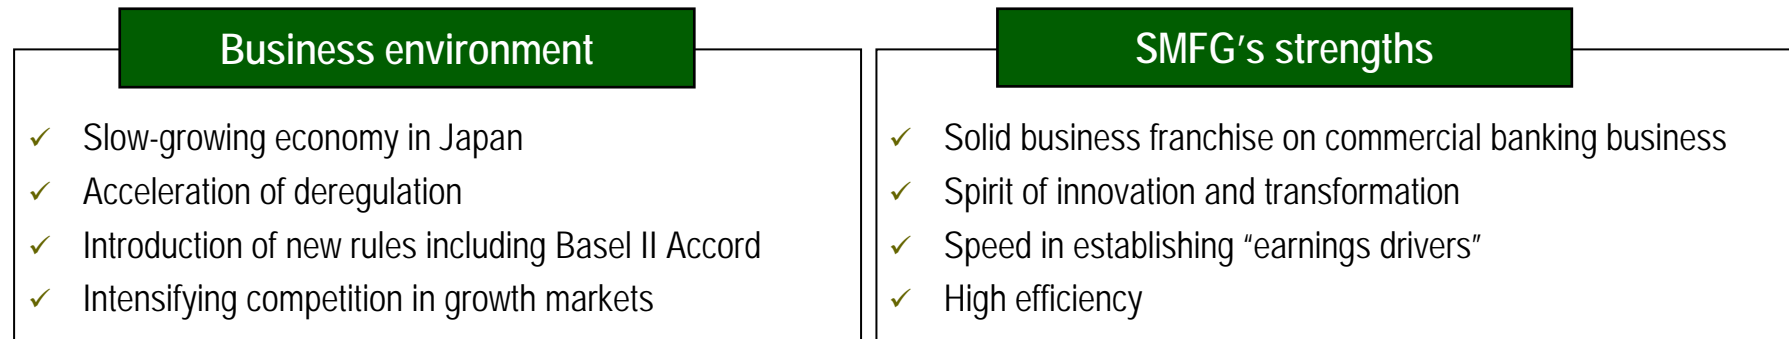 Business environment
✓ Slow-growing economy in Japan
✓ Acceleration of deregulation
✓ Introduction of new rules including Basel II Accord
✓ Intensifying competition in growth markets
SMFG's strengths
✓ Solid business franchise on commercial banking business
✓ Spirit of innovation and transformation
✓ Speed in establishing “earnings drivers”
✓ High efficiency